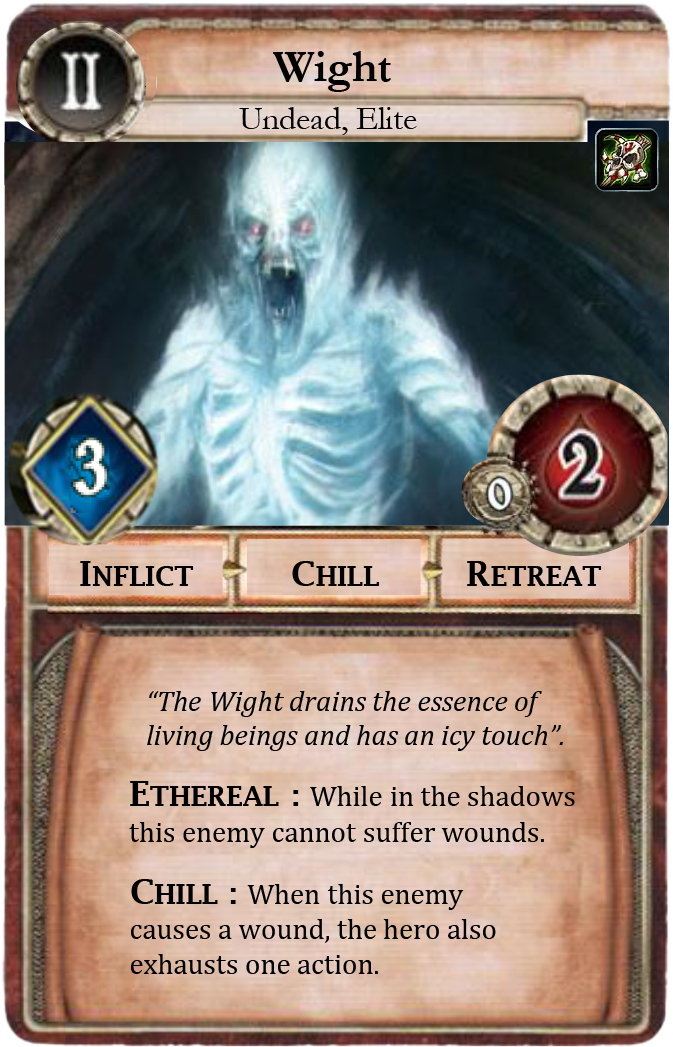 II
Wight
Undead, Elite
3
0
2
INFLICT
CHILL
RETREAT
“The Wight drains the essence of
living beings and has an icy touch”.
ETHEREAL : While in the shadows
this enemy cannot suffer wounds.
CHILL : When this enemy
causes a wound, the hero also
exhausts one action.